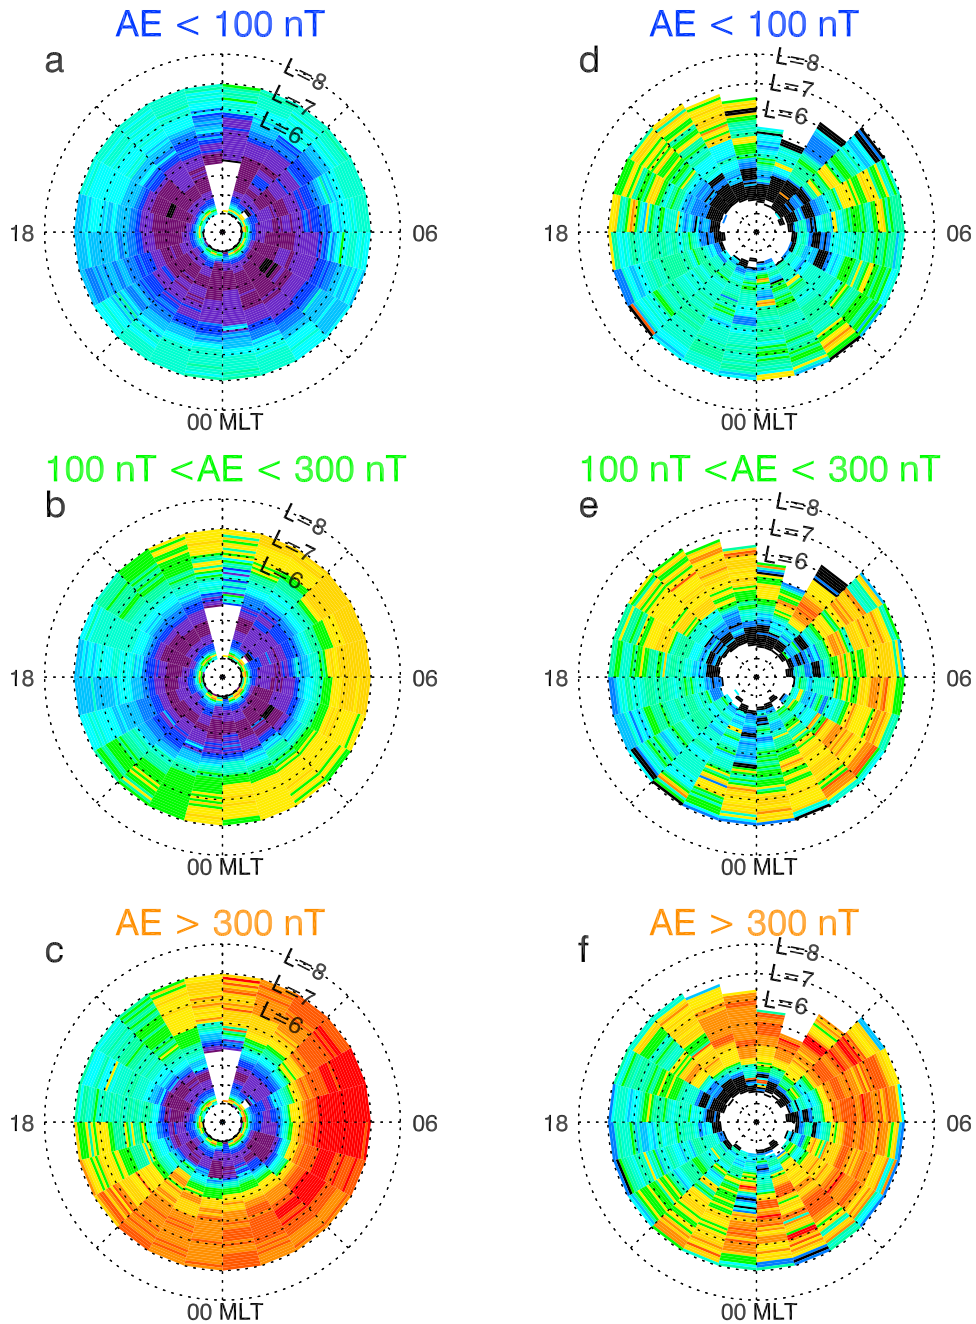 AE < 100 nT
AE < 100 nT
a
L=8
L=7
L=6
18
06
00 MLT
d
L=8
L=7
L=6
18
06
00 MLT
100 nT <AE < 300 nT
100 nT <AE < 300 nT
b
L=8
L=7
L=6
18
06
00 MLT
e
L=8
L=7
L=6
18
06
00 MLT
AE > 300 nT
AE > 300 nT
c
L=8
L=7
L=6
18
06
00 MLT
f
L=8
L=7
L=6
18
06
00 MLT